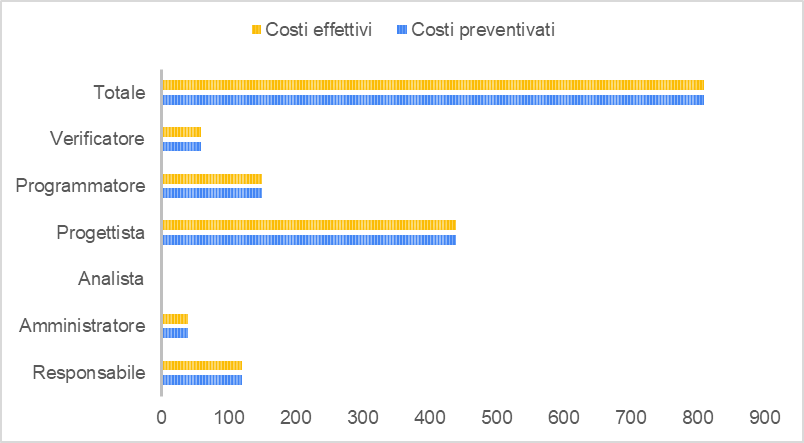 Costi effettivi Costi preventivati
Totale
Verificatore
Programmatore
Progettista
Analista
Amministratore
Responsabile
0 100 200 300 400 500 600 700 800 900